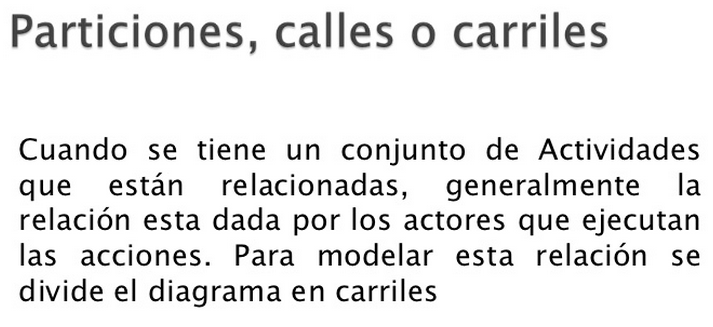 Particiones, calles o carriles
Cuando se tiene un conjunto de Actividades
que están relacionadas, generalmente la
relación esta dada por los actores que ejecutan
las acciones. Para modelar esta relación se
divide el diagrama en carriles